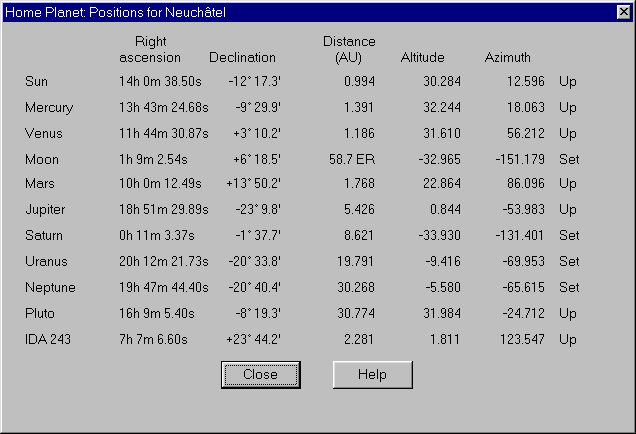 Home Planet: Positions for Neuchâtel
Right ascension Declination Distance (AU) Altitude Azimuth
Sun 14h 0m 38.50s -12° 17.3' 0.994 30.284 12.596 Up
Mercury 13h 43m 24.68s -9° 29.9' 1.391 32.244 18.063 Up
Venus 11h 44m 30.87s +3° 10.2' 1.186 31.610 56.212 Up
Moon 1h 9m 2.54s +6° 18.5' 58.7 ER -32.965 -151.179 Set
Mars 10h 0m 12.49s +13° 50.2' 1.768 22.864 86.096 Up
Jupiter 18h 51m 29.89s -23° 9.8' 5.426 0.844 -53.983 Up
Saturn 0h 11m 3.37s -1° 37.7' 8.621 -33.930 -131.401 Set
Uranus 20h 12m 21.73s -20° 33.8' 19.791 -9.416 -69.953 Set
Neptune 19h 47m 44.40s -20° 40.4' 30.268 -5.580 -65.615 Set
Pluto 16h 9m 5.40s -8° 19.3' 30.774 31.984 -24.712 Up
IDA 243 7h 7m 6.60s +23° 44.2' 2.281 1.811 123.547 Up
Close Help